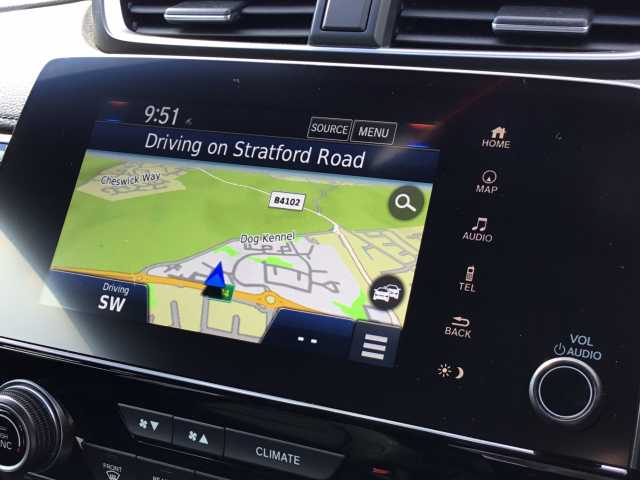 9:51
SOURCE MENU
Driving on Stratford Road
HOME
Cheswick Way
B4102
MAP
Dog Kennel
AUDIO
TEL
Driving
SW
--
BACK
VOL
AUDIO
CLIMATE
FRONT